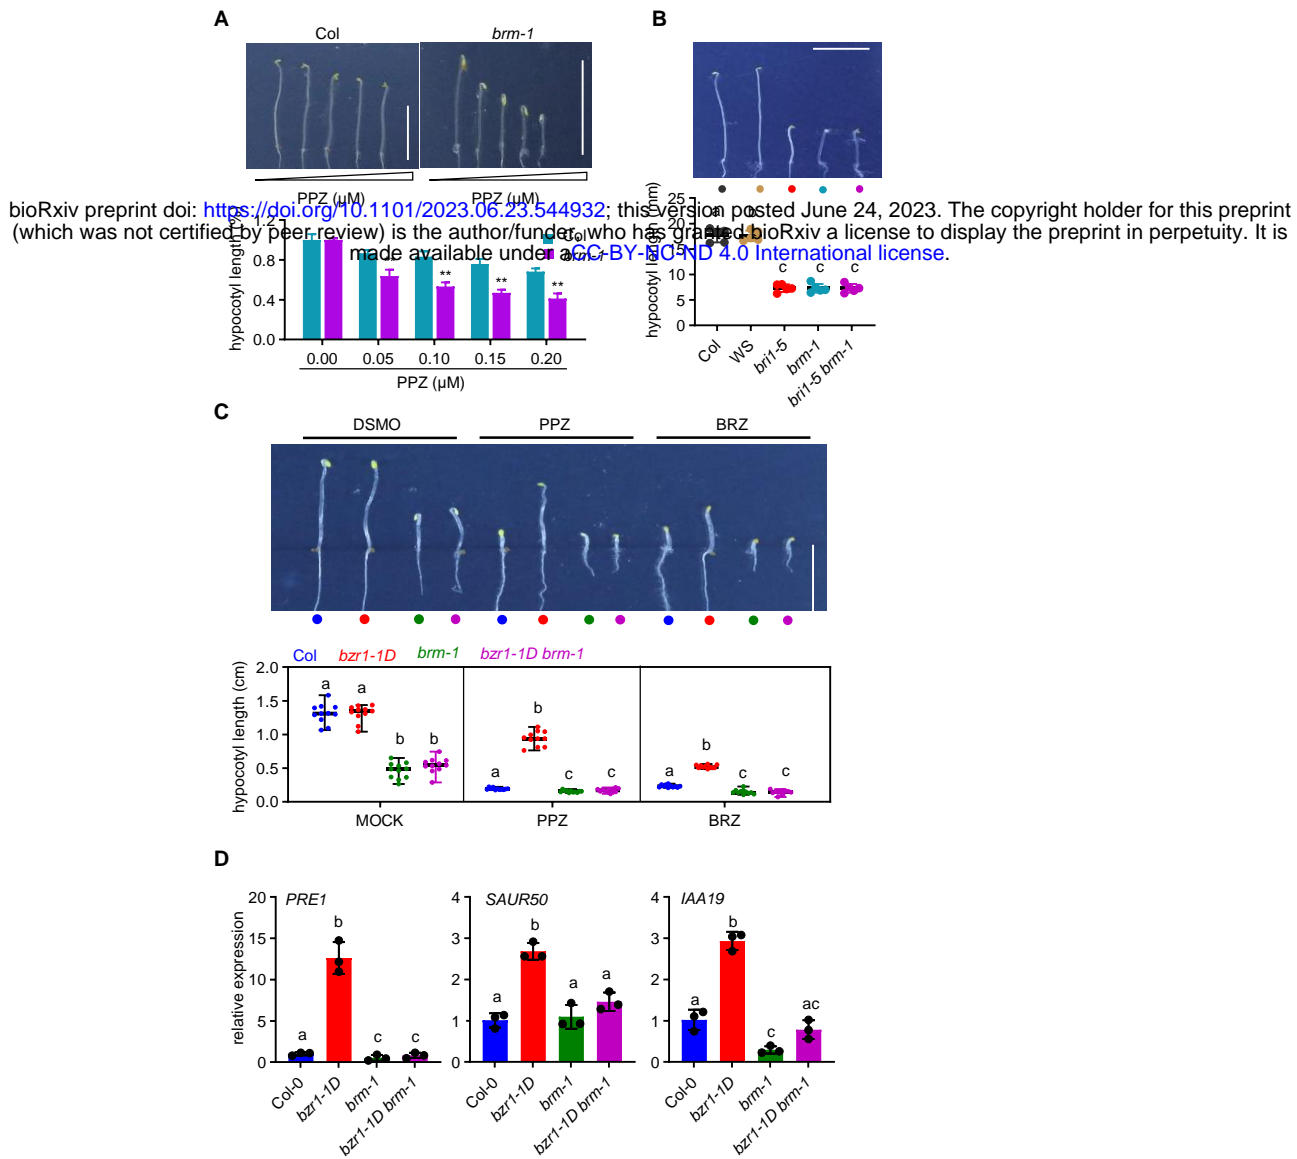 A
B
Col
brm-1
PPZ (µM)
PPZ (µM)
bioRxiv preprint doi: https://doi.org/10.1101/2023.06.23.544932; this version posted June 24, 2023. The copyright holder for this preprint
(which was not certified by peer review) is the author/funder, who has granted bioRxiv a license to display the preprint in perpetuity. It is
made available under aCC-BY-NC-ND 4.0 International license.
hypocotyl length (%)
1.2
0.8
0.4
0.0
Col
brm-1
**
**
**
**
0.00
0.05
0.10
0.15
0.20
PPZ (µM)
hypocotyl length (mm)
25
20
15
10
5
0
a
b
c
c
c
Col
WS
bri1-5
brm-1
bri1-5 brm-1
C
DSMO
PPZ
BRZ
Col
bzr1-1D
brm-1
bzr1-1D brm-1
hypocotyl length (cm)
2.0
1.5
1.0
0.5
0.0
a
a
b
b
a
b
c
c
a
b
c
c
MOCK
PPZ
BRZ
D
relative expression
PRE1
20
15
10
5
0
a
b
c
c
Col-0
bzr1-1D
brm-1
bzr1-1D brm-1
SAUR50
4
3
2
1
0
a
b
a
a
Col-0
bzr1-1D
brm-1
bzr1-1D brm-1
IAA19
4
3
2
1
0
a
b
c
ac
Col-0
bzr1-1D
brm-1
bzr1-1D brm-1